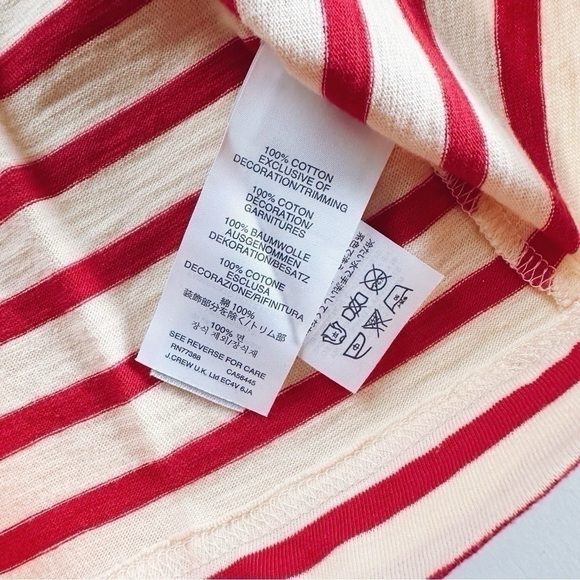 100% COTTON
EXCLUSIVE OF
DECORATION/TRIMMING
100% COTON
DECORATION/
GARNITURES
100% BAUMWOLLE
AUSGENOMMEN
DEKORATION/BESATZ
100% COTONE
ESCLUSA
DECORAZIONE/RIFINITURA
綿 100%
装飾部分を除く/トリム部
100% 면
장식 제외/장식재
SEE REVERSE FOR CARE
RN77388 CA56445
J.CREW U.K. Ltd EC4V 6JA